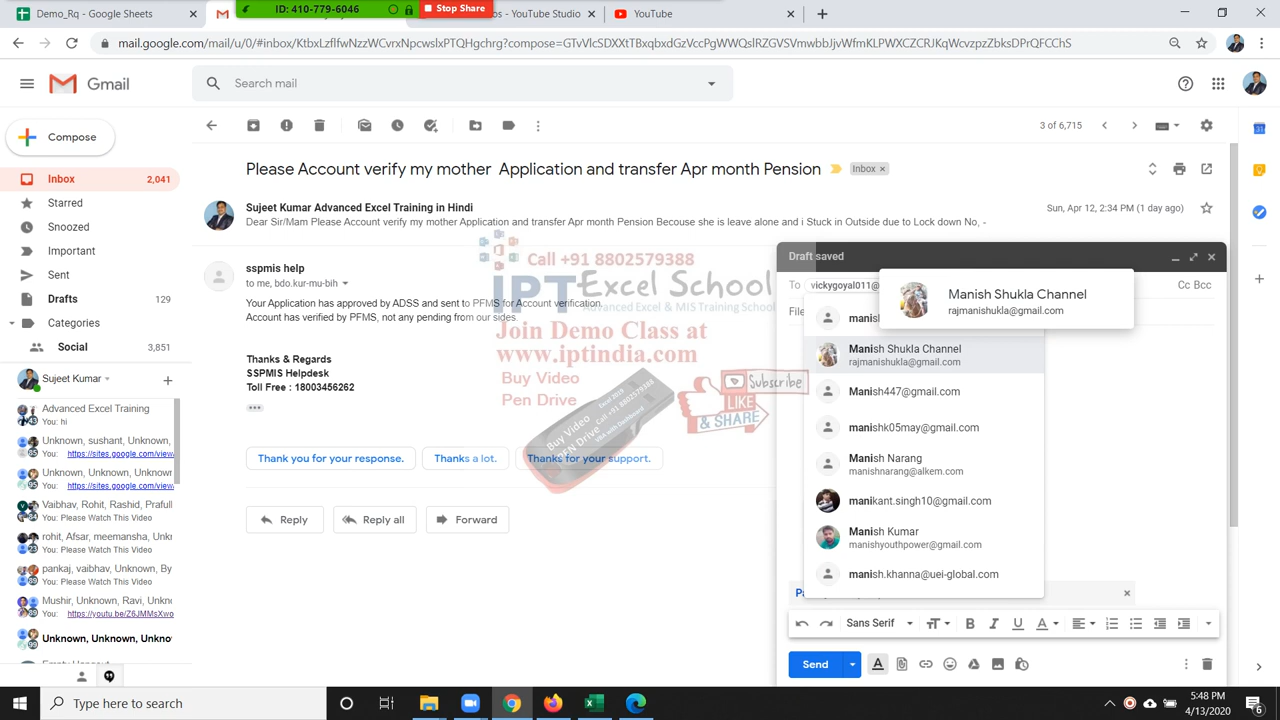 Demo_Rq - Google Sheets
ID: 410-779-6046
Stop Share
os - YouTube Studio
YouTube
mail.google.com/mail/u/0/#inbox/
Gmail
Search mail
Compose
3 of 6,715
Inbox 2,041
Starred
Snoozed
Important
Sent
Drafts 129
Categories
Social 3,851
Sujeet Kumar
Advanced Excel Training
You: hi
Unknown, sushant, Unknown,
https://sites.google.com/view/
Unknown, Unknown, Unknown
https://sites.google.com/view/
Vaibhav, Rohit, Rashid, Prafull
You: Please Watch This Video
rohit, Afsar, meemansha, Unkn
You: Please Watch This Video
pankaj, vaibhav, Unknown, By
You: Please Watch This Video
Mushir, Umknown, Ravi, Unkno
You: https://youtu.be/Z6JMMsXwo
Unknown, Unknown, Unkno
Please Account verify my mother Application and transfer Apr month Pension
Inbox
Sujeet Kumar Advanced Excel Training in Hindi
Sun, Apr 12, 2:34 PM (1 day ago)
Dear Sir/Mam Please Account verify my mother Application and transfer Apr month Pension Becouse she is leave alone and i Stuck in Outside due to Lock down No, -
sspmis help
to me, bdo.kur-mu-bih
Your Application has approved by ADSS and sent to PFMS for Account verification.
Account has verified by PFMS, not any pending from our sides.
Thanks & Regards
SSPMIS Helpdesk
Toll Free : 18003456262
Thank you for your response.
Thanks a lot.
Thanks for your support.
Reply
Reply all
Forward
Call +91 8802579388
IPT Excel School
Advanced Excel & MIS Training School
Join Demo Class at
www.iptindia.com
Buy Video
Pen Drive
Subscribe
LIKE
& SHARE
Buy Video
PEN Drive
Excel 2010
Call +91 8802579388
Draft saved
To vickygoyal011@
Cc Bcc
File
Manish Shukla Channel
rajmanishukla@gmail.com
manis
Manish Shukla Channel
rajmanishukla@gmail.com
Manish447@gmail.com
manishk05may@gmail.com
Manish Narang
manishnarang@alkem.com
manikant.singh10@gmail.com
Manish Kumar
manishyouthpower@gmail.com
manish.khanna@uei-global.com
Sans Serif
Send
Type here to search
5:48 PM
4/13/2020
6